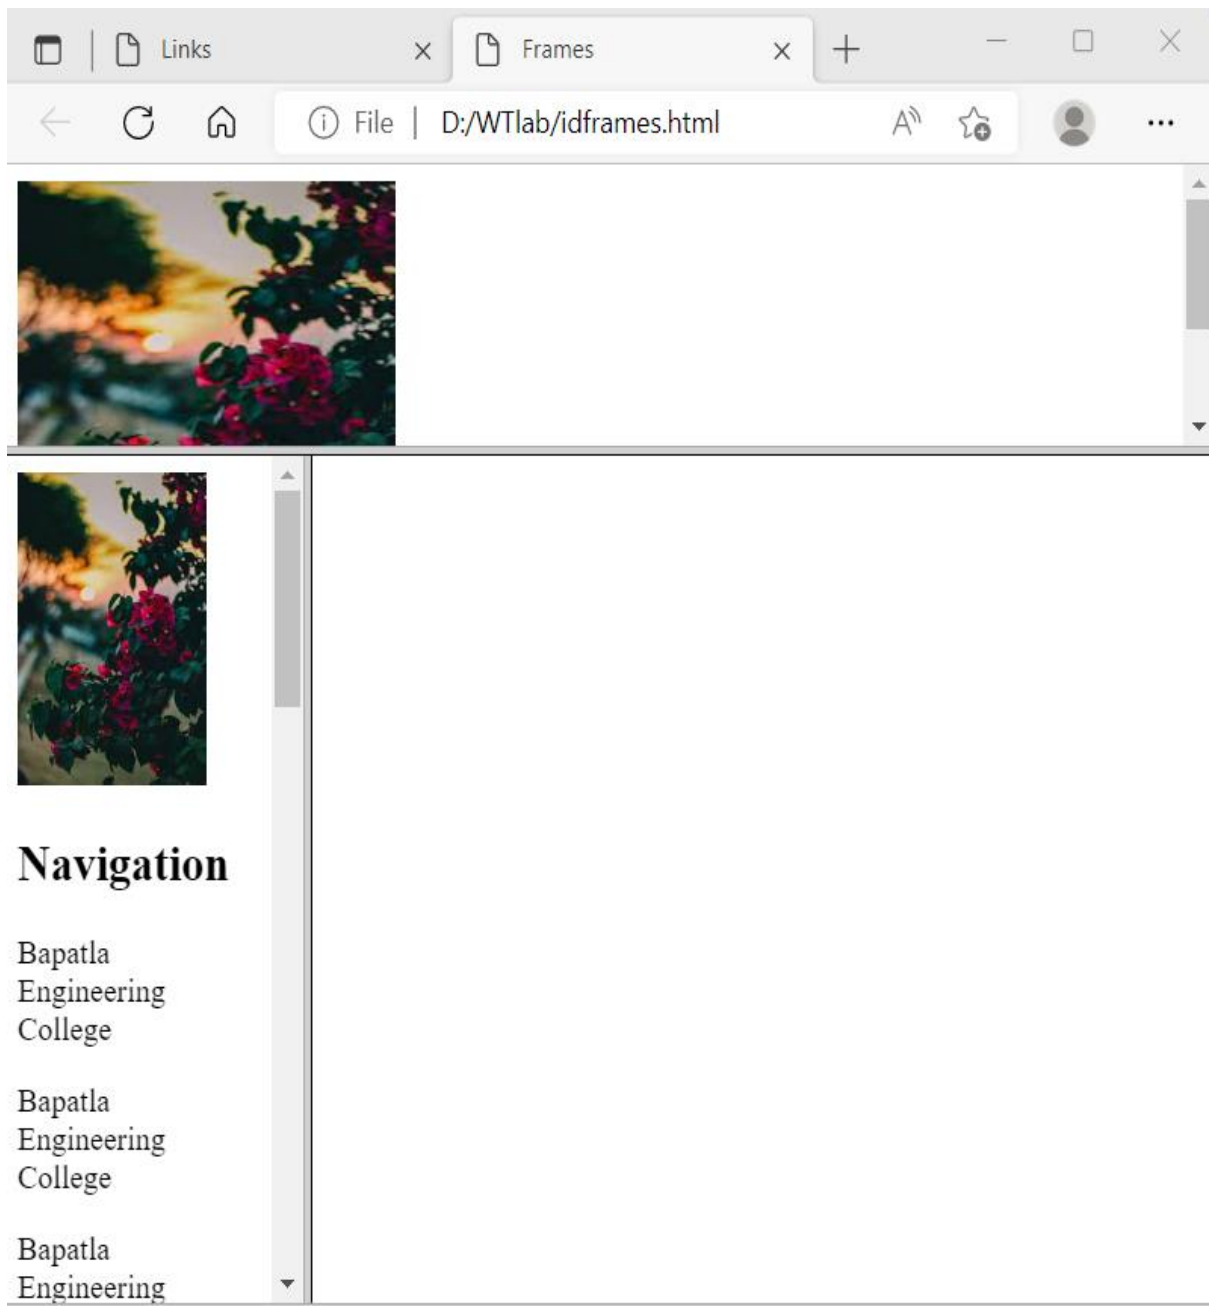 Links
Frames
File | D:/WTlab/idframes.html
Navigation
Bapatla
Engineering
College
Bapatla
Engineering
College
Bapatla
Engineering